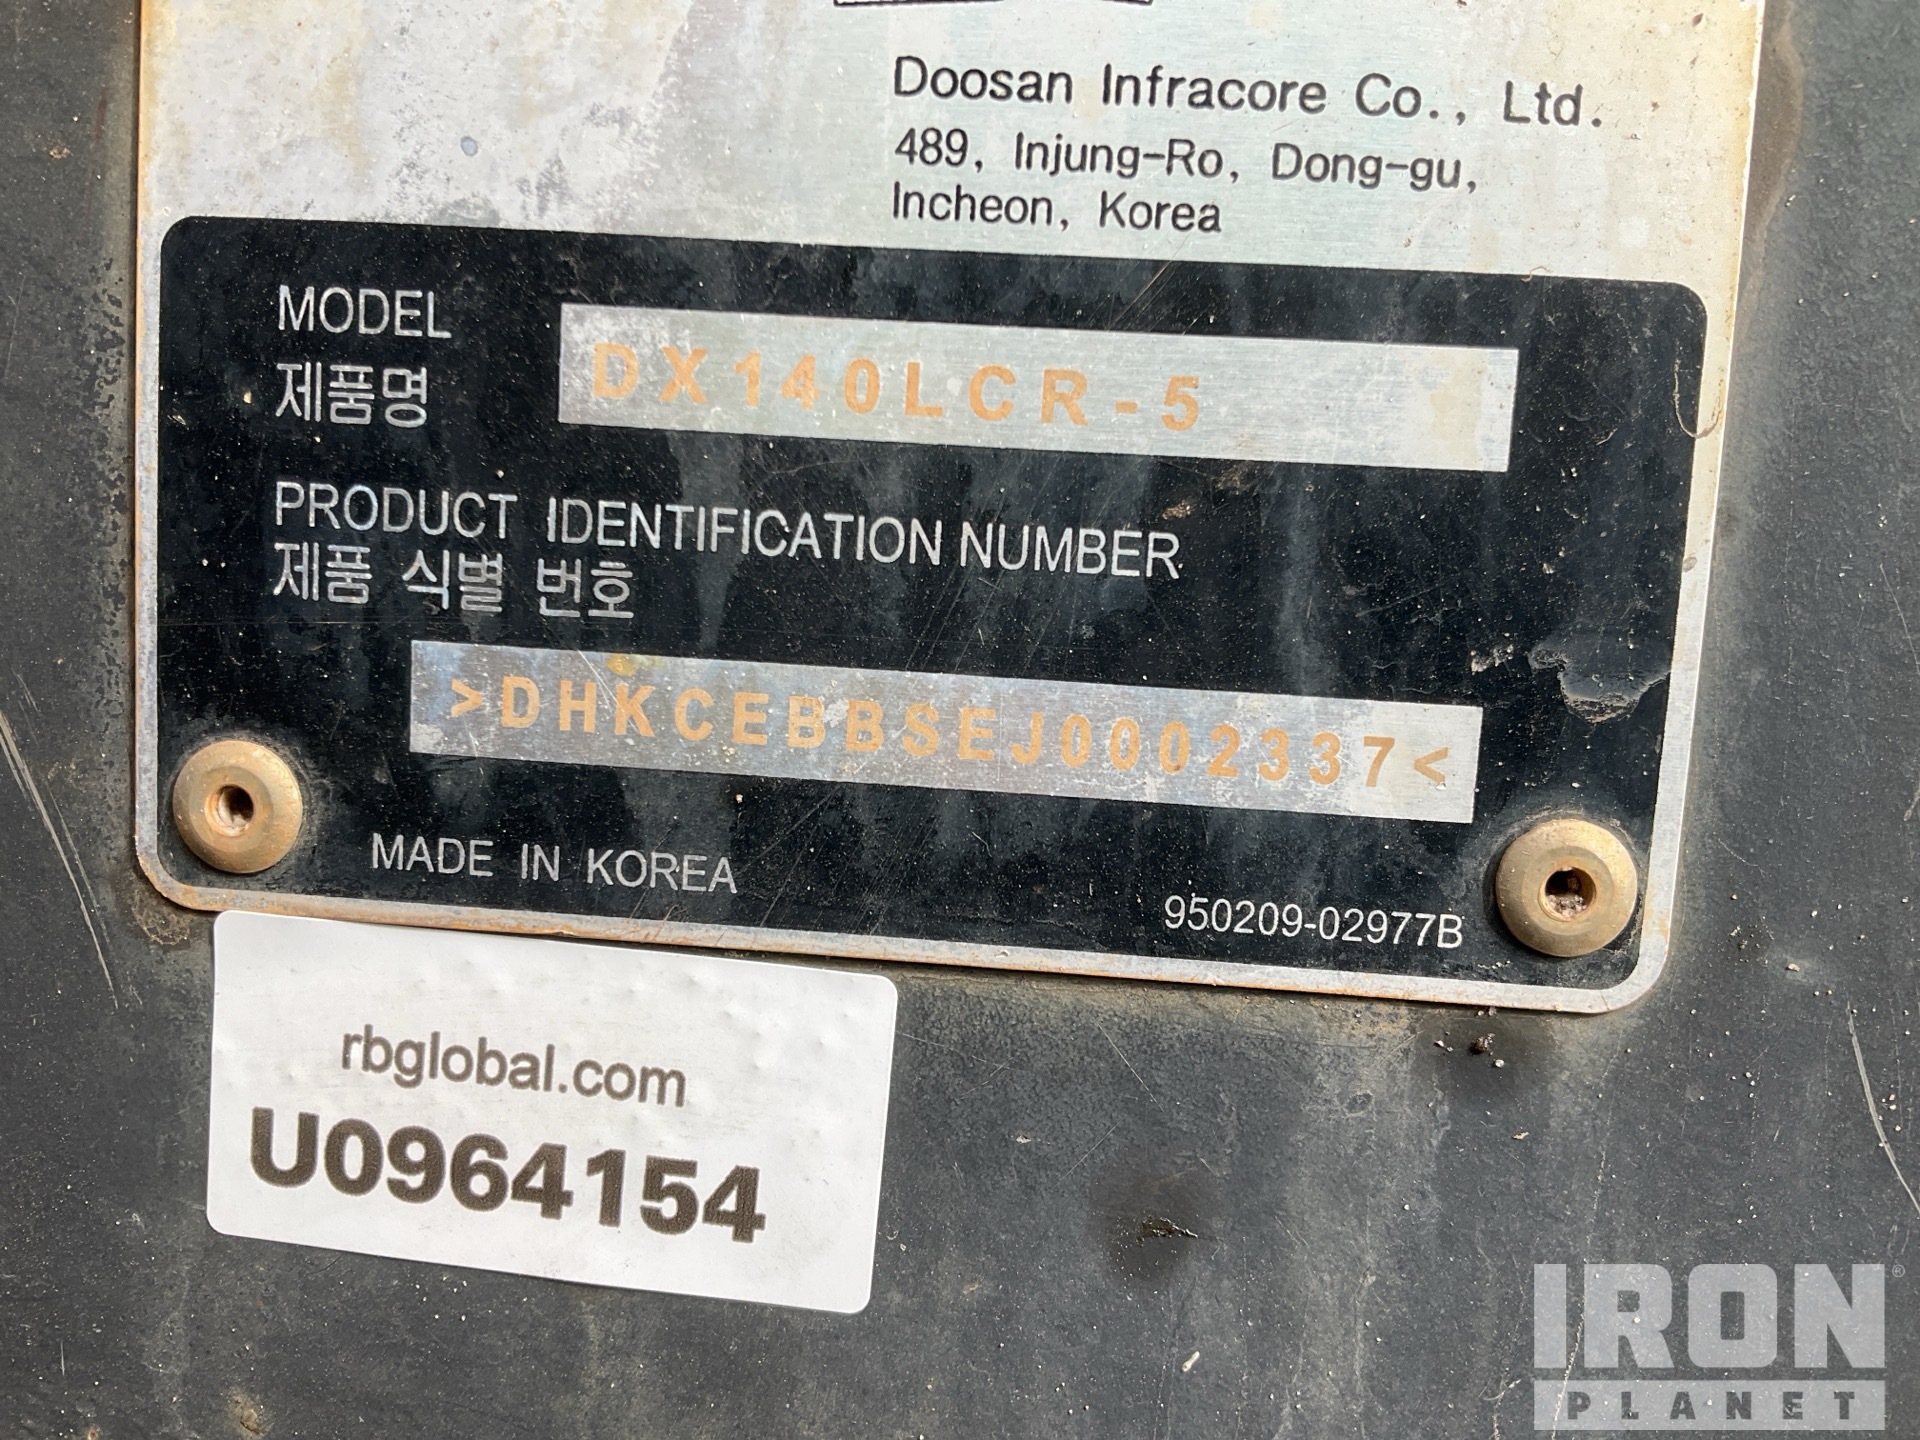 Doosan Infracore Co., Ltd.
489, Injung-Ro, Dong-gu,
Incheon, Korea
MODEL
제품명
DX140LCR-5
PRODUCT IDENTIFICATION NUMBER
제품 식별 번호
>DHKCEBBSEJ0002337<
MADE IN KOREA
950209-02977B
rbglobal.com
U0964154
IRON®
PLANET